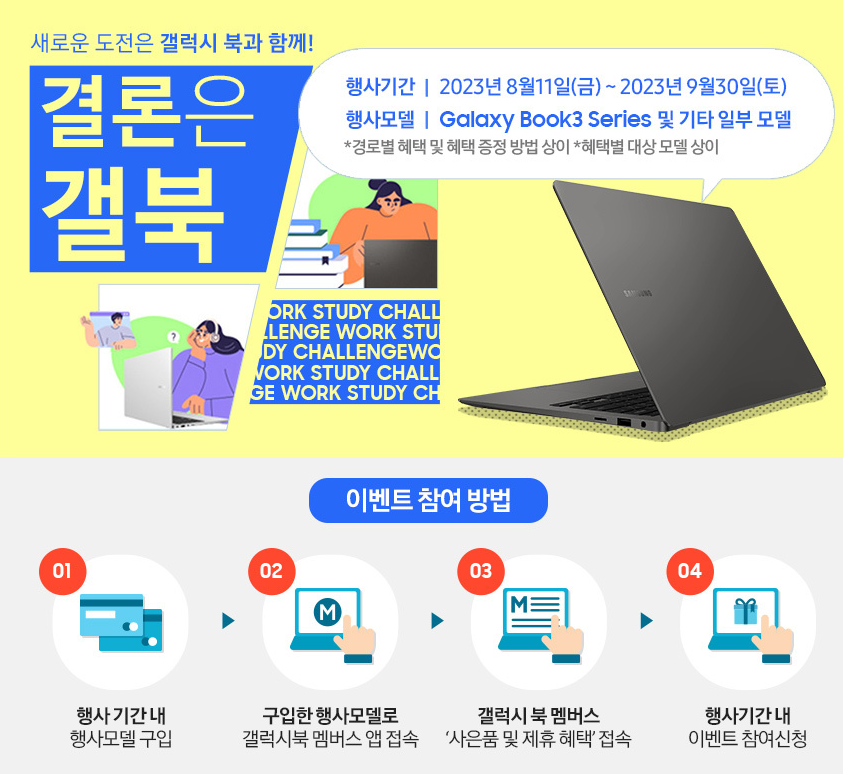 새로운 도전은 갤럭시 북과 함께!
결론은
갤북
행사기간 | 2023년 8월11일(금) ~ 2023년 9월30일(토)
행사모델 | Galaxy Book3 Series 및 기타 일부 모델
*경로별 혜택 및 혜택 증정 방법 상이 *혜택별 대상 모델 상이
SAMSUNG
?
ORK STUDY CHALL
LLENGE WORK STU
UDY CHALLENGEWO
WORK STUDY CHALL
GE WORK STUDY CH
이벤트 참여 방법
01
02
03
04
M
M
행사 기간 내
행사모델 구입
구입한 행사모델로
갤럭시북 멤버스 앱 접속
갤럭시 북 멤버스
‘사은품 및 제휴 혜택’ 접속
행사기간 내
이벤트 참여신청